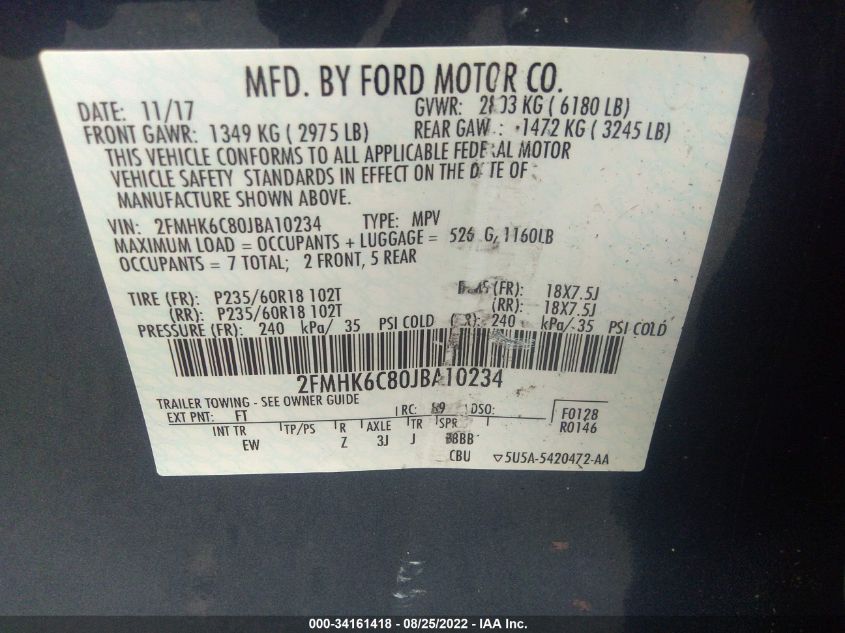 MFD. BY FORD MOTOR CO.
DATE: 11/17 GVWR: KG ( 6180 LB)
FRONT GAWR: 1349 KG ( 2975 LB) REAR GAW : 1472 KG ( 3245 LB)
THIS VEHICLE CONFORMS TO ALL APPLICABLE FEDERAL MOTOR
VEHICLE SAFETY STANDARDS IN EFFECT ON THE D TE OF
MANUFACTURE SHOWN ABOVE.
VIN: 2FMHK6C80JBA10234 TYPE: MPV
MAXIMUM LOAD = OCCUPANTS + LUGGAGE = 526 G, 1160LB
OCCUPANTS = 7 TOTAL; 2 FRONT, 5 REAR
TIRE (FR): P235/60R18 102T (FR): 18X7.5J
(RR): P235/60R18 102T (RR): 18X7.5J
PRESSURE (FR): 240 kPa/ 35 PSI COLD ( R): 240 kPa/ 35 PSI COLD
2FMHK6C80JBA10234
TRAILER TOWING - SEE OWNER GUIDE
EXT PNT: FT RC: DSO: F0128
R0146
INT TR TP/PS R AXLE TR SPR
EW Z 3J J
CBU ▽5U5A-5420472-AA
000-34161418 - 08/25/2022 - IAA Inc.